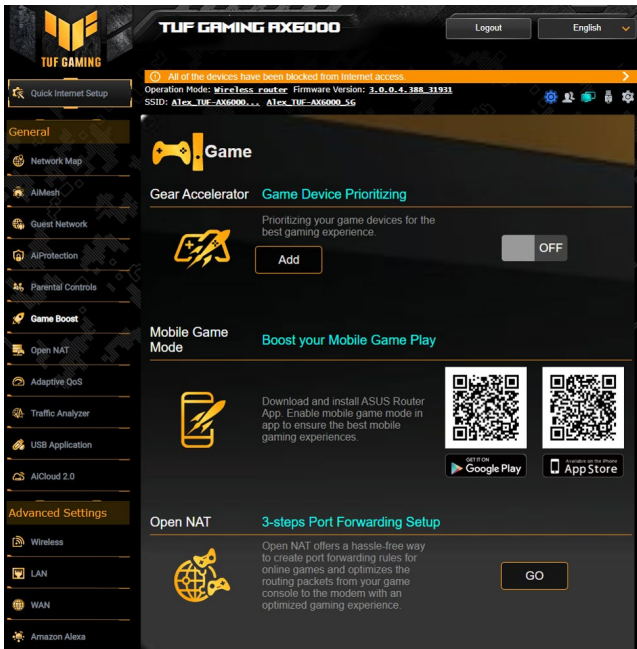 TUF GAMING
TUF GAMING AX6000
Logout
English
Quick Internet Setup
All of the devices have been blocked from Internet access.
Operation Mode: Wireless router Firmware Version: 3.0.0.4.388_31931
SSID: Alex_TUF-AX6000... Alex_TUF-AX6000_5G
General
Network Map
AiMesh
Guest Network
AiProtection
Parental Controls
Game Boost
Open NAT
Adaptive QoS
Traffic Analyzer
USB Application
AiCloud 2.0
Advanced Settings
Wireless
LAN
WAN
Amazon Alexa
Game
Gear Accelerator
Game Device Prioritizing
Prioritizing your game devices for the
best gaming experience.
Add
OFF
Mobile Game
Mode
Boost your Mobile Game Play
Download and install ASUS Router
App. Enable mobile game mode in
app to ensure the best mobile
gaming experiences.
GET IT ON
Google Play
Available on the iPhone
App Store
Open NAT
3-steps Port Forwarding Setup
Open NAT offers a hassle-free way
to create port forwarding rules for
online games and optimizes the
routing packets from your game
console to the modem with an
optimized gaming experience.
GO